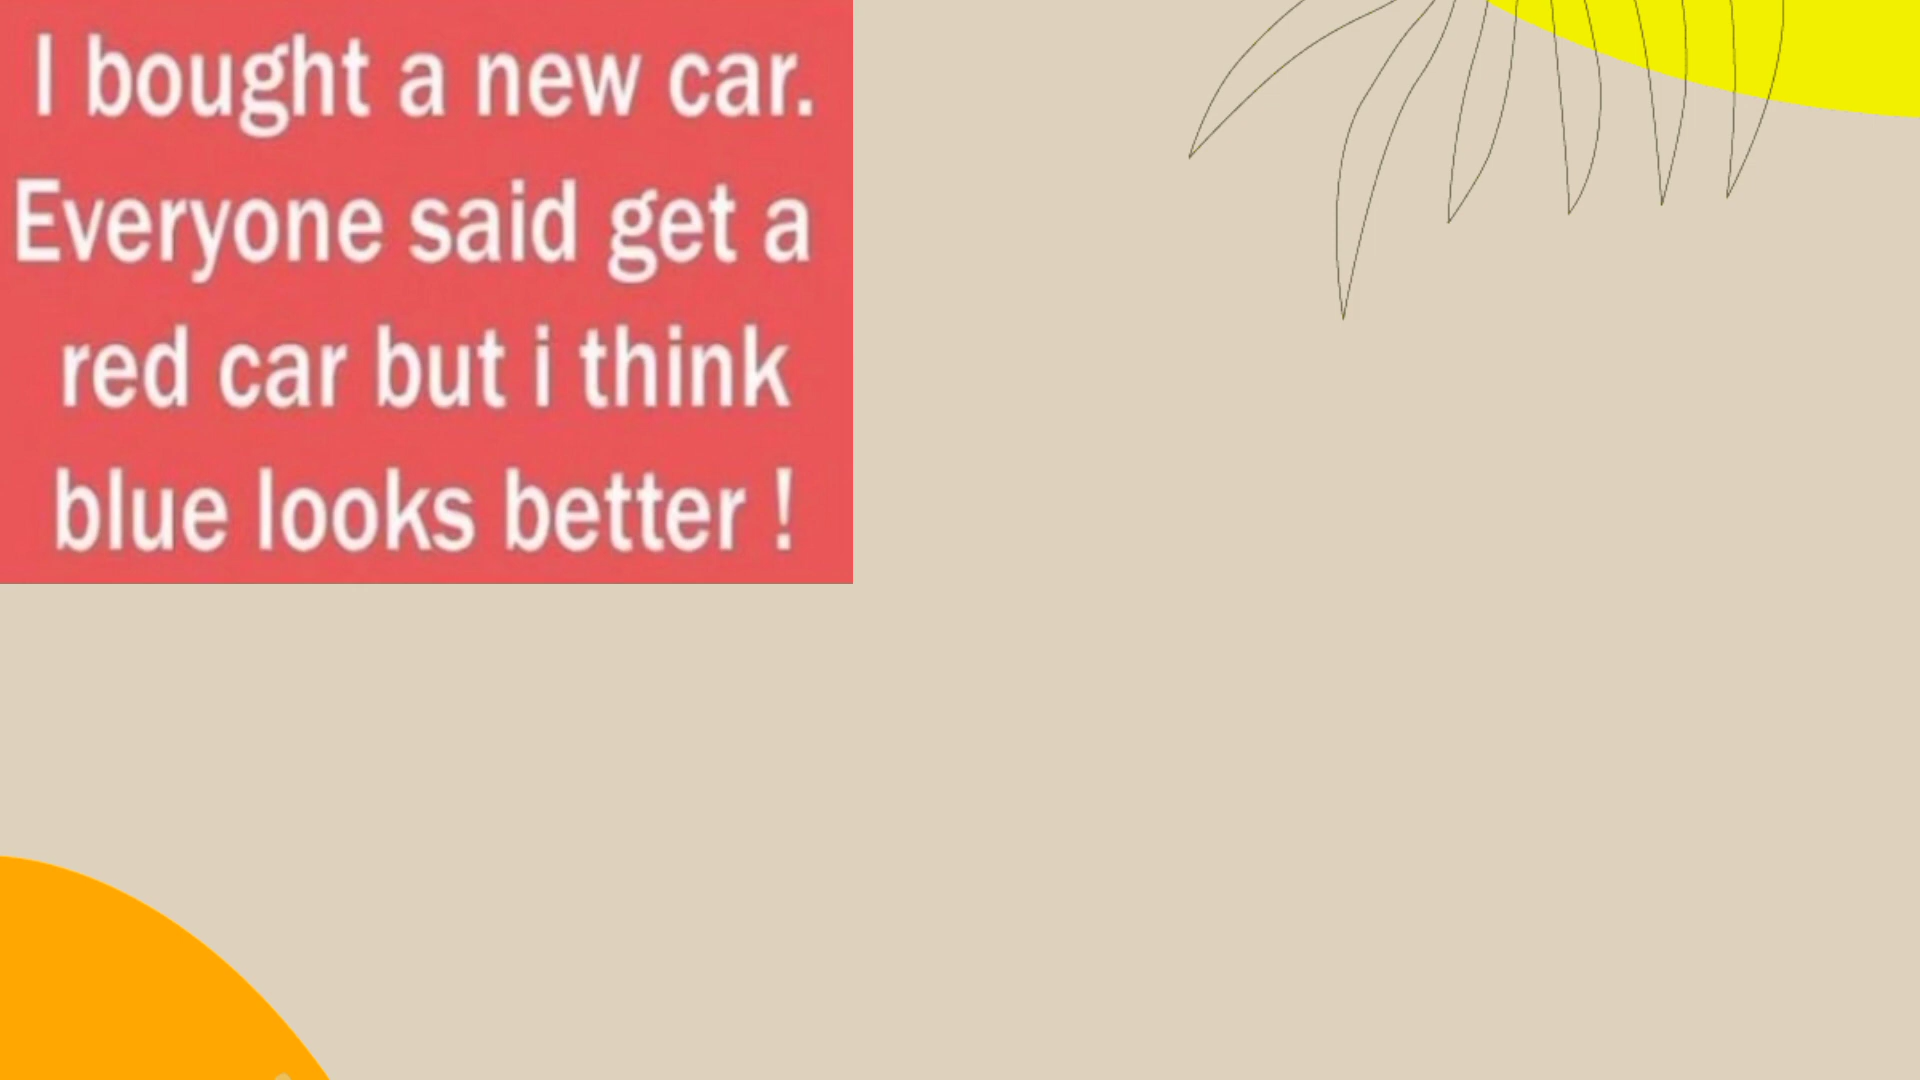 I bought a new car.
Everyone said get a
red car but i think
blue looks better !